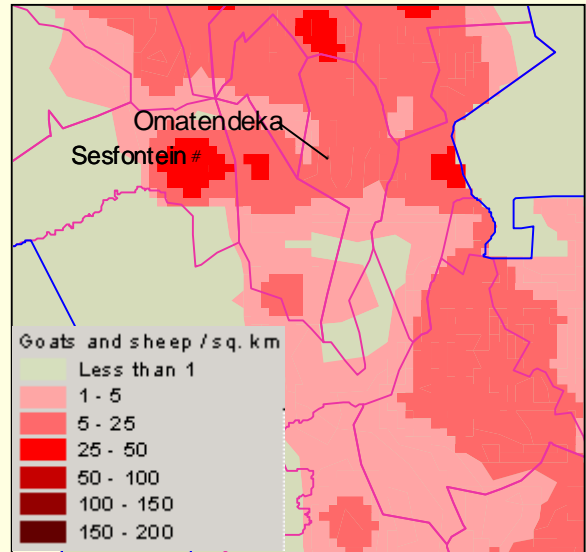 Omatendeka
Sesfontein #
Goats and sheep / sq. km
Less than 1
1 - 5
5 - 25
25 - 50
50 - 100
100 - 150
150 - 200